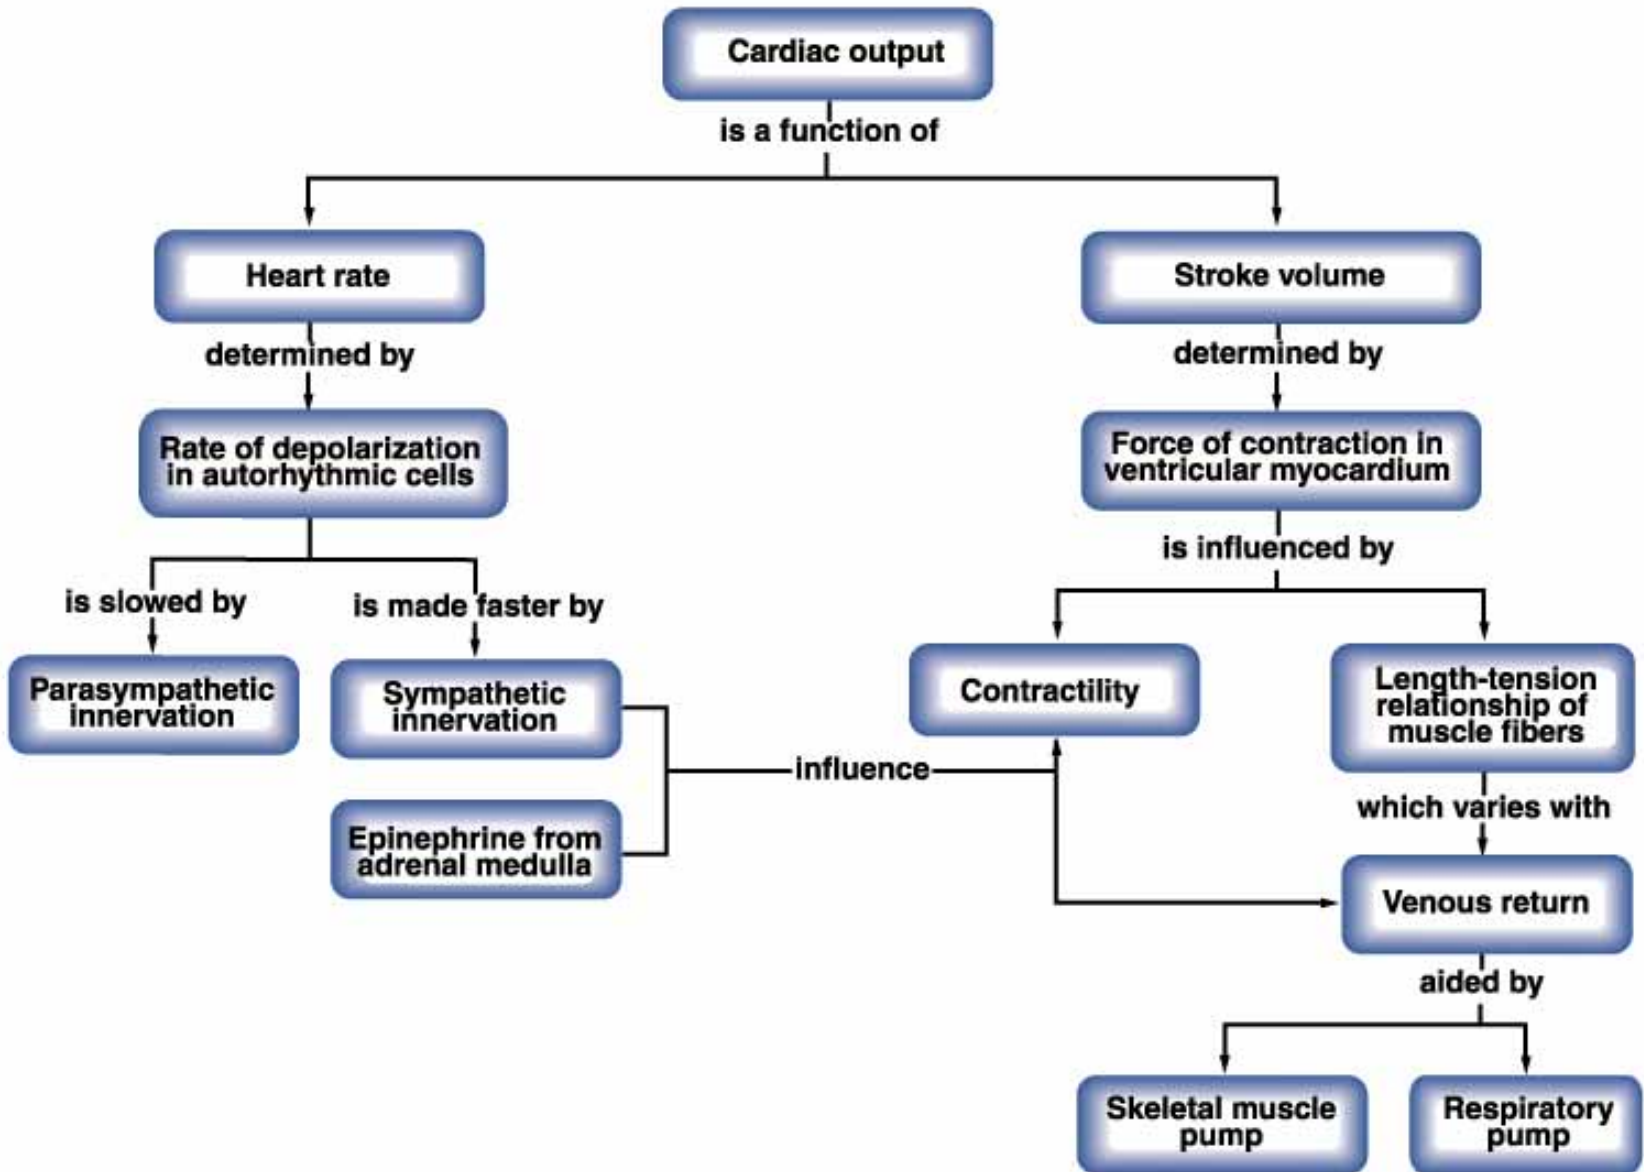 Cardiac output
is a function of
Heart rate
Stroke volume
determined by
determined by
Rate of depolarization
in autorhythmic cells
Force of contraction in
ventricular myocardium
is influenced by
is slowed by
is made faster by
Parasympathetic
innervation
Sympathetic
innervation
Contractility
Length-tension
relationship of
muscle fibers
influence
which varies with
Epinephrine from
adrenal medulla
Venous return
aided by
Skeletal muscle
pump
Respiratory
pump